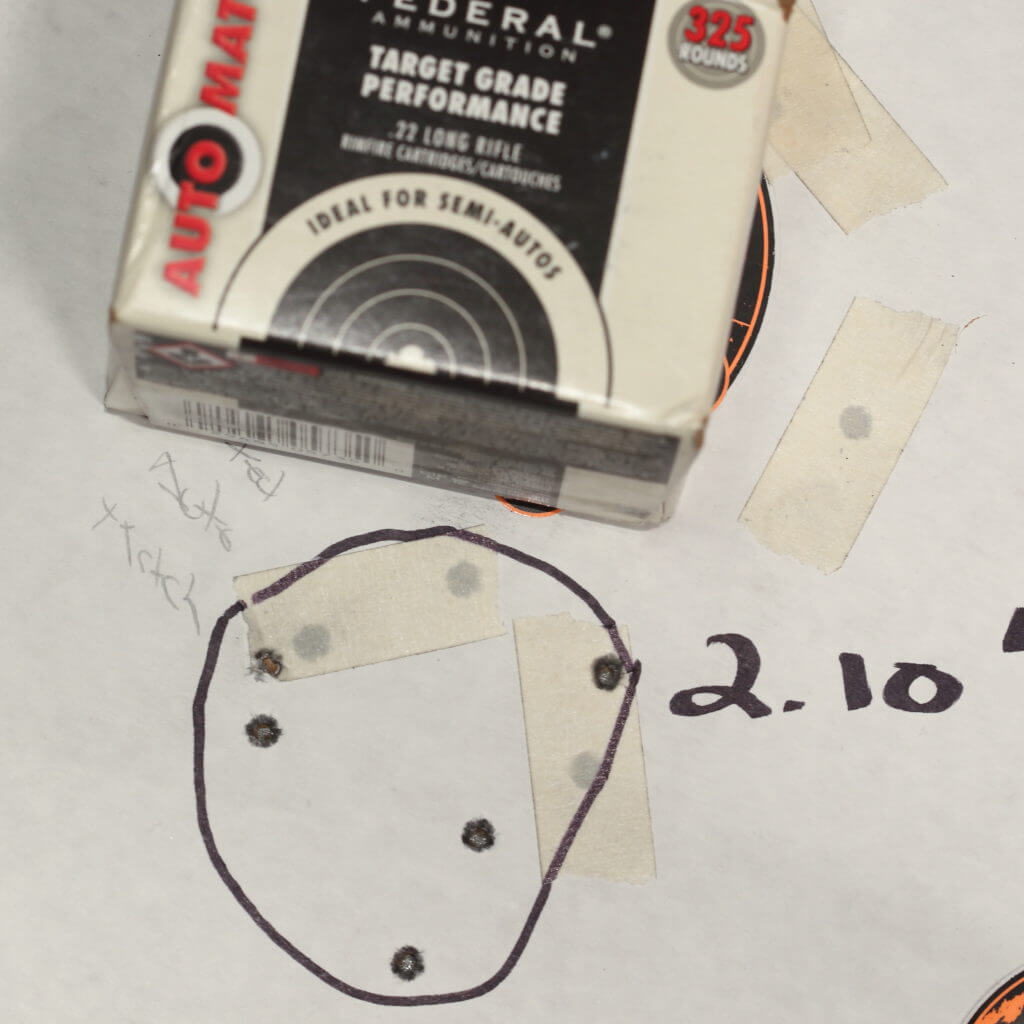 FEDERAL®
AMMUNITION
TARGET GRADE
PERFORMANCE
.22 LONG RIFLE
RIMFIRE CARTRIDGES/CARTOUCHES
IDEAL FOR SEMI-AUTOS
325
ROUNDS
AUTOMAT
2.10"